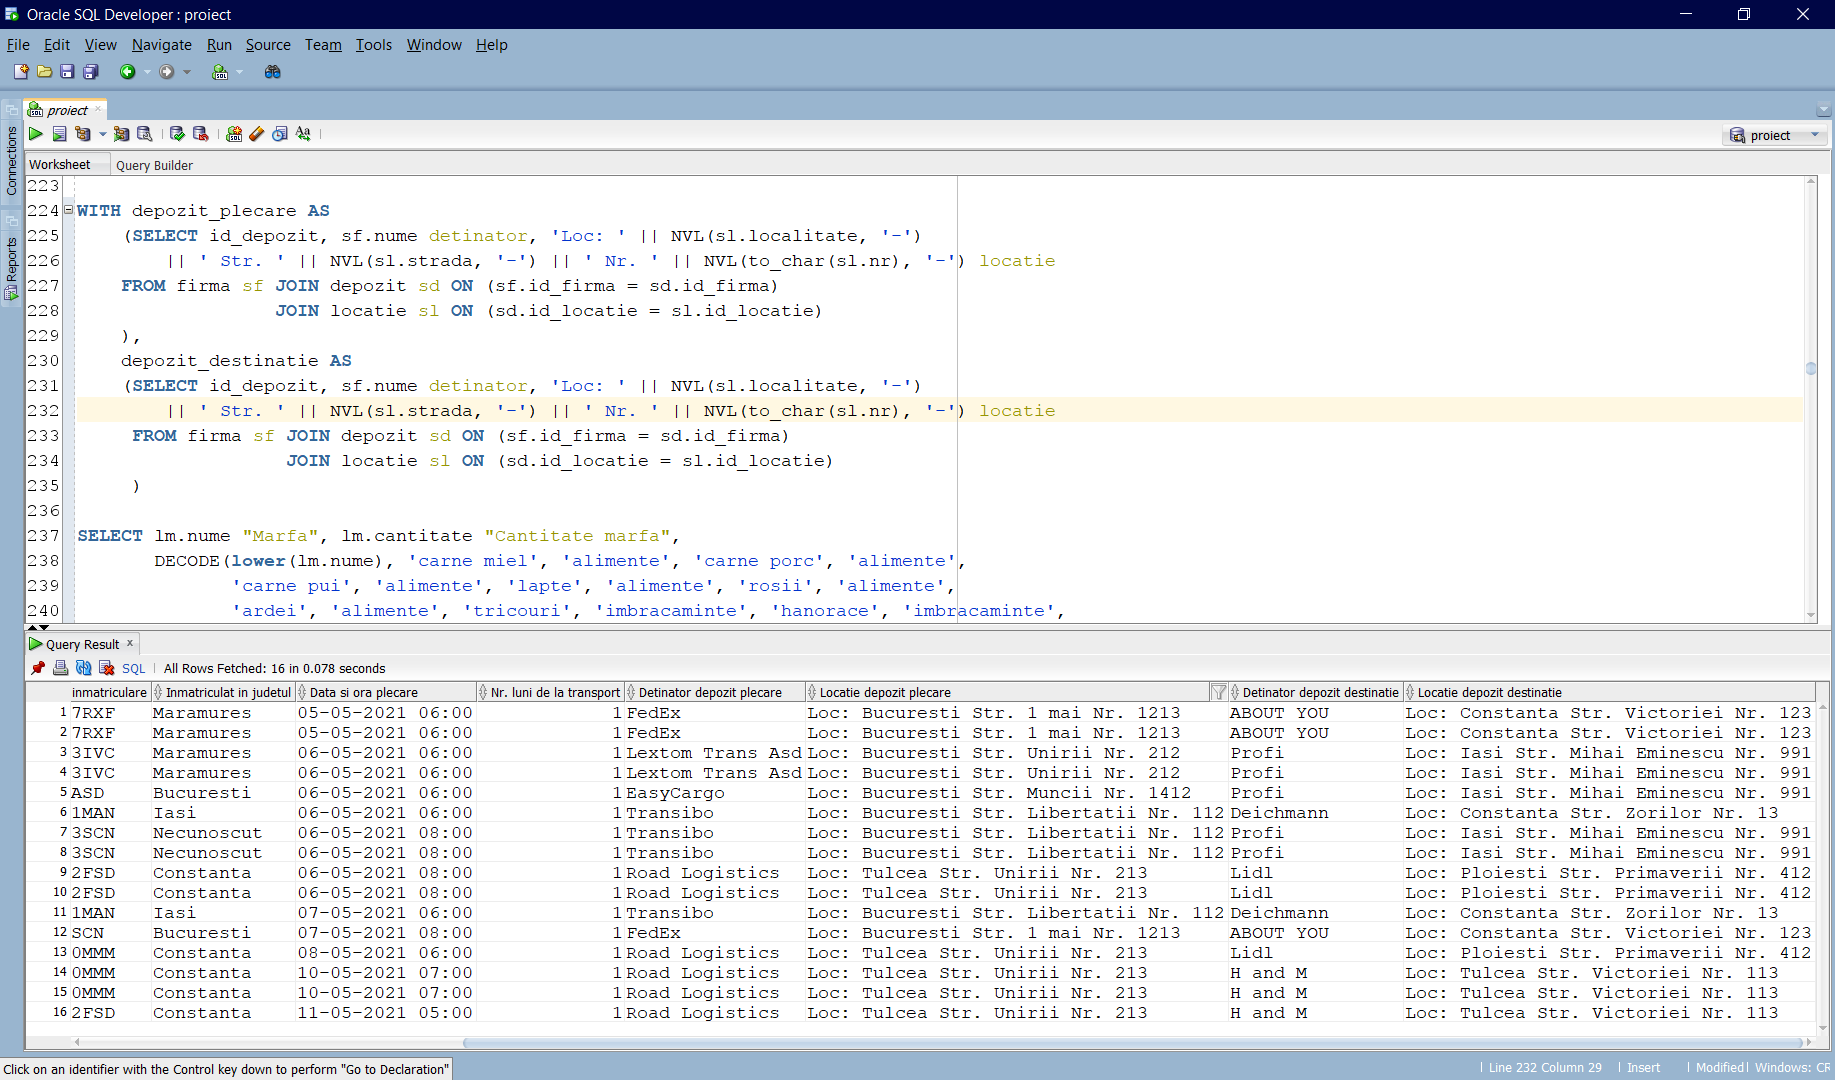 Oracle SQL Developer : proiect
File Edit View Navigate Run Source Team Tools Window Help
proiect
proiect
Connections
Reports
Worksheet Query Builder
223
224 WITH depozit_plecare AS
225 (SELECT id_depozit, sf.nume detinator, 'Loc: ' || NVL(sl.localitate, '-')
226 || ' Str. ' || NVL(sl.strada, '-') || ' Nr. ' || NVL(to_char(sl.nr), '-') locatie
227 FROM firma sf JOIN depozit sd ON (sf.id_firma = sd.id_firma)
228 JOIN locatie sl ON (sd.id_locatie = sl.id_locatie)
229 ),
230 depozit_destinatie AS
231 (SELECT id_depozit, sf.nume detinator, 'Loc: ' || NVL(sl.localitate, '-')
232 || ' Str. ' || NVL(sl.strada, '-') || ' Nr. ' || NVL(to_char(sl.nr), '-') locatie
233 FROM firma sf JOIN depozit sd ON (sf.id_firma = sd.id_firma)
234 JOIN locatie sl ON (sd.id_locatie = sl.id_locatie)
235 )
236
237 SELECT lm.nume "Marfa", lm.cantitate "Cantitate marfa",
238 DECODE(lower(lm.nume), 'carne miel', 'alimente', 'carne porc', 'alimente',
239 'carne pui', 'alimente', 'lapte', 'alimente', 'rosii', 'alimente',
240 'ardei', 'alimente', 'tricouri', 'imbracaminte', 'hanorace', 'imbracaminte',
Query Result
SQL | All Rows Fetched: 16 in 0.078 seconds
inmatriculare Inmatriculat in judetul Data si ora plecare Nr. luni de la transport Detinator depozit plecare Locatie depozit plecare Detinator depozit destinatie Locatie depozit destinatie
1 7RXF Maramures 05-05-2021 06:00 1 FedEx Loc: Bucuresti Str. 1 mai Nr. 1213 ABOUT YOU Loc: Constanta Str. Victoriei Nr. 123
2 7RXF Maramures 05-05-2021 06:00 1 FedEx Loc: Bucuresti Str. 1 mai Nr. 1213 ABOUT YOU Loc: Constanta Str. Victoriei Nr. 123
3 3IVC Maramures 06-05-2021 06:00 1 Lextom Trans Asd Loc: Bucuresti Str. Unirii Nr. 212 Profi Loc: Iasi Str. Mihai Eminescu Nr. 991
4 3IVC Maramures 06-05-2021 06:00 1 Lextom Trans Asd Loc: Bucuresti Str. Unirii Nr. 212 Profi Loc: Iasi Str. Mihai Eminescu Nr. 991
5 ASD Bucuresti 06-05-2021 06:00 1 EasyCargo Loc: Bucuresti Str. Muncii Nr. 1412 Profi Loc: Iasi Str. Mihai Eminescu Nr. 991
6 1MAN Iasi 06-05-2021 06:00 1 Transibo Loc: Bucuresti Str. Libertatii Nr. 112 Deichmann Loc: Constanta Str. Zorilor Nr. 13
7 3SCN Necunoscut 06-05-2021 08:00 1 Transibo Loc: Bucuresti Str. Libertatii Nr. 112 Profi Loc: Iasi Str. Mihai Eminescu Nr. 991
8 3SCN Necunoscut 06-05-2021 08:00 1 Transibo Loc: Bucuresti Str. Libertatii Nr. 112 Profi Loc: Iasi Str. Mihai Eminescu Nr. 991
9 2FSD Constanta 06-05-2021 08:00 1 Road Logistics Loc: Tulcea Str. Unirii Nr. 213 Lidl Loc: Ploiesti Str. Primaverii Nr. 412
10 2FSD Constanta 06-05-2021 08:00 1 Road Logistics Loc: Tulcea Str. Unirii Nr. 213 Lidl Loc: Ploiesti Str. Primaverii Nr. 412
11 1MAN Iasi 07-05-2021 06:00 1 Transibo Loc: Bucuresti Str. Libertatii Nr. 112 Deichmann Loc: Constanta Str. Zorilor Nr. 13
12 SCN Bucuresti 07-05-2021 08:00 1 FedEx Loc: Bucuresti Str. 1 mai Nr. 1213 ABOUT YOU Loc: Constanta Str. Victoriei Nr. 123
13 0MMM Constanta 08-05-2021 06:00 1 Road Logistics Loc: Tulcea Str. Unirii Nr. 213 Lidl Loc: Ploiesti Str. Primaverii Nr. 412
14 0MMM Constanta 10-05-2021 07:00 1 Road Logistics Loc: Tulcea Str. Unirii Nr. 213 H and M Loc: Tulcea Str. Victoriei Nr. 113
15 0MMM Constanta 10-05-2021 07:00 1 Road Logistics Loc: Tulcea Str. Unirii Nr. 213 H and M Loc: Tulcea Str. Victoriei Nr. 113
16 2FSD Constanta 11-05-2021 05:00 1 Road Logistics Loc: Tulcea Str. Unirii Nr. 213 H and M Loc: Tulcea Str. Victoriei Nr. 113
Click on an identifier with the Control key down to perform "Go to Declaration" | Line 232 Column 29 | Insert | Modified | Windows: CR